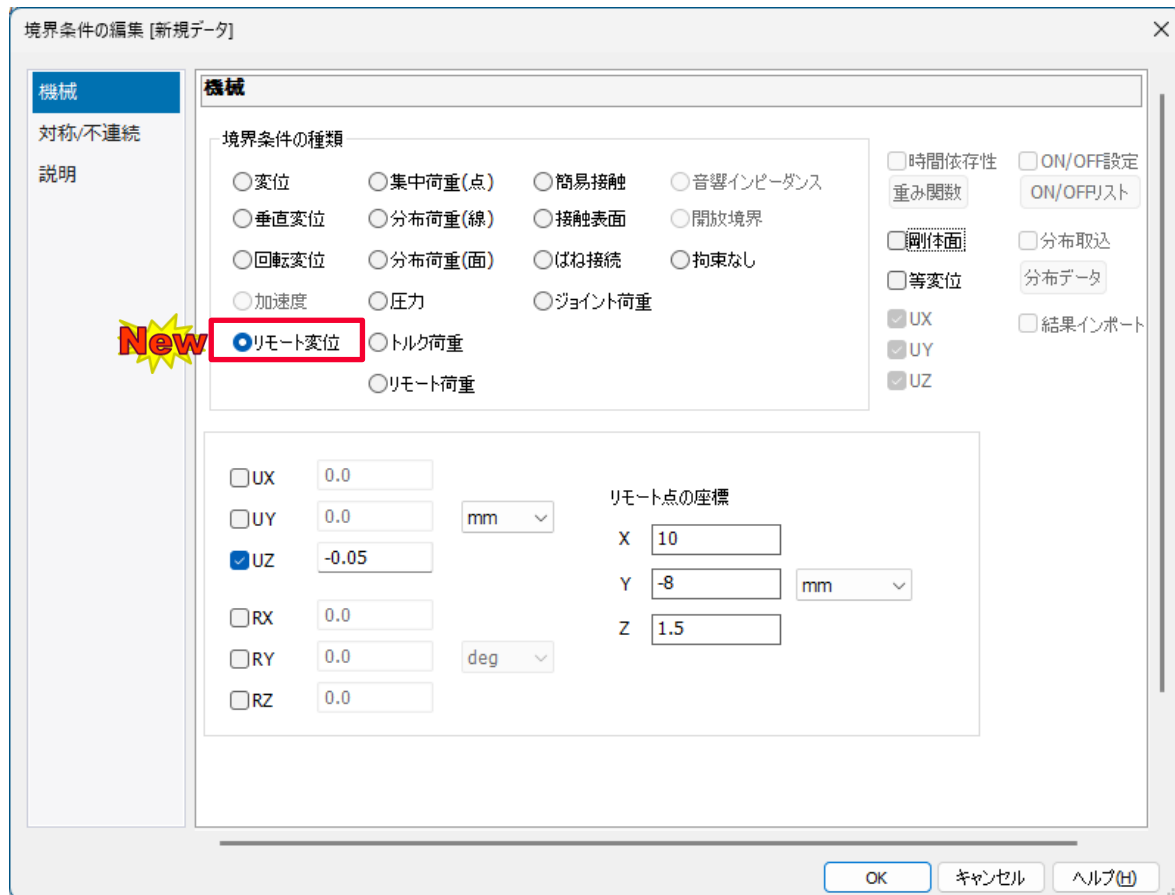 境界条件の編集 [新規データ]
機械
対称/不連続
説明
機械
境界条件の種類
変位
集中荷重(点)
簡易接触
音響インピーダンス
垂直変位
分布荷重(線)
接触表面
開放境界
回転変位
分布荷重(面)
ばね接続
拘束なし
加速度
圧力
ジョイント荷重
New
リモート変位
トルク荷重
リモート荷重
時間依存性
ON/OFF設定
重み関数
ON/OFFリスト
剛体面
分布取込
等変位
分布データ
UX
結果インポート
UY
UZ
UX 0.0
UY 0.0 mm
UZ -0.05
RX 0.0
RY 0.0 deg
RZ 0.0
リモート点の座標
X 10
Y -8 mm
Z 1.5
OK
キャンセル
ヘルプ(H)